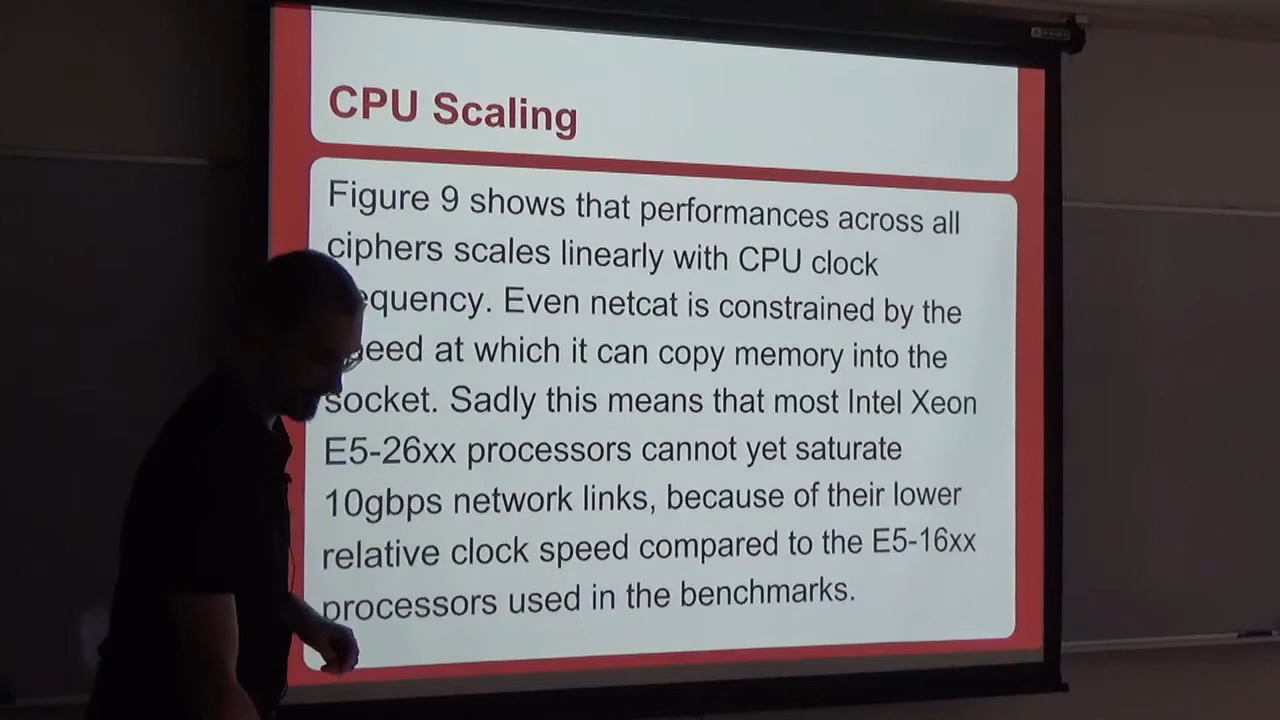 CPU Scaling
Figure 9 shows that performances across all
ciphers scales linearly with CPU clock
equency. Even netcat is constrained by the
eed at which it can copy memory into the
socket. Sadly this means that most Intel Xeon
E5-26xx processors cannot yet saturate
10gbps network links, because of their lower
relative clock speed compared to the E5-16xx
processors used in the benchmarks.